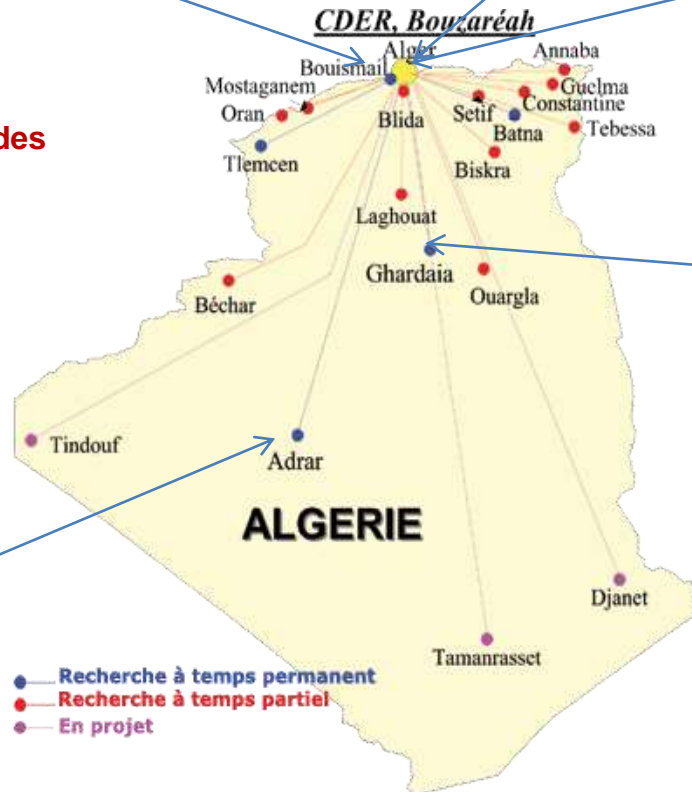 CDER, Bouzaréah
Alger
Annaba
Bouismail
Guelma
Mostaganem
Constantine
Oran
Setif
Blida
Batna
Tebessa
des
Tlemcen
Biskra
Laghouat
Ghardaia
Ouargla
Béchar
Tindouf
Adrar
ALGERIE
Djanet
Tamanrasset
Recherche à temps permanent
Recherche à temps partiel
En projet